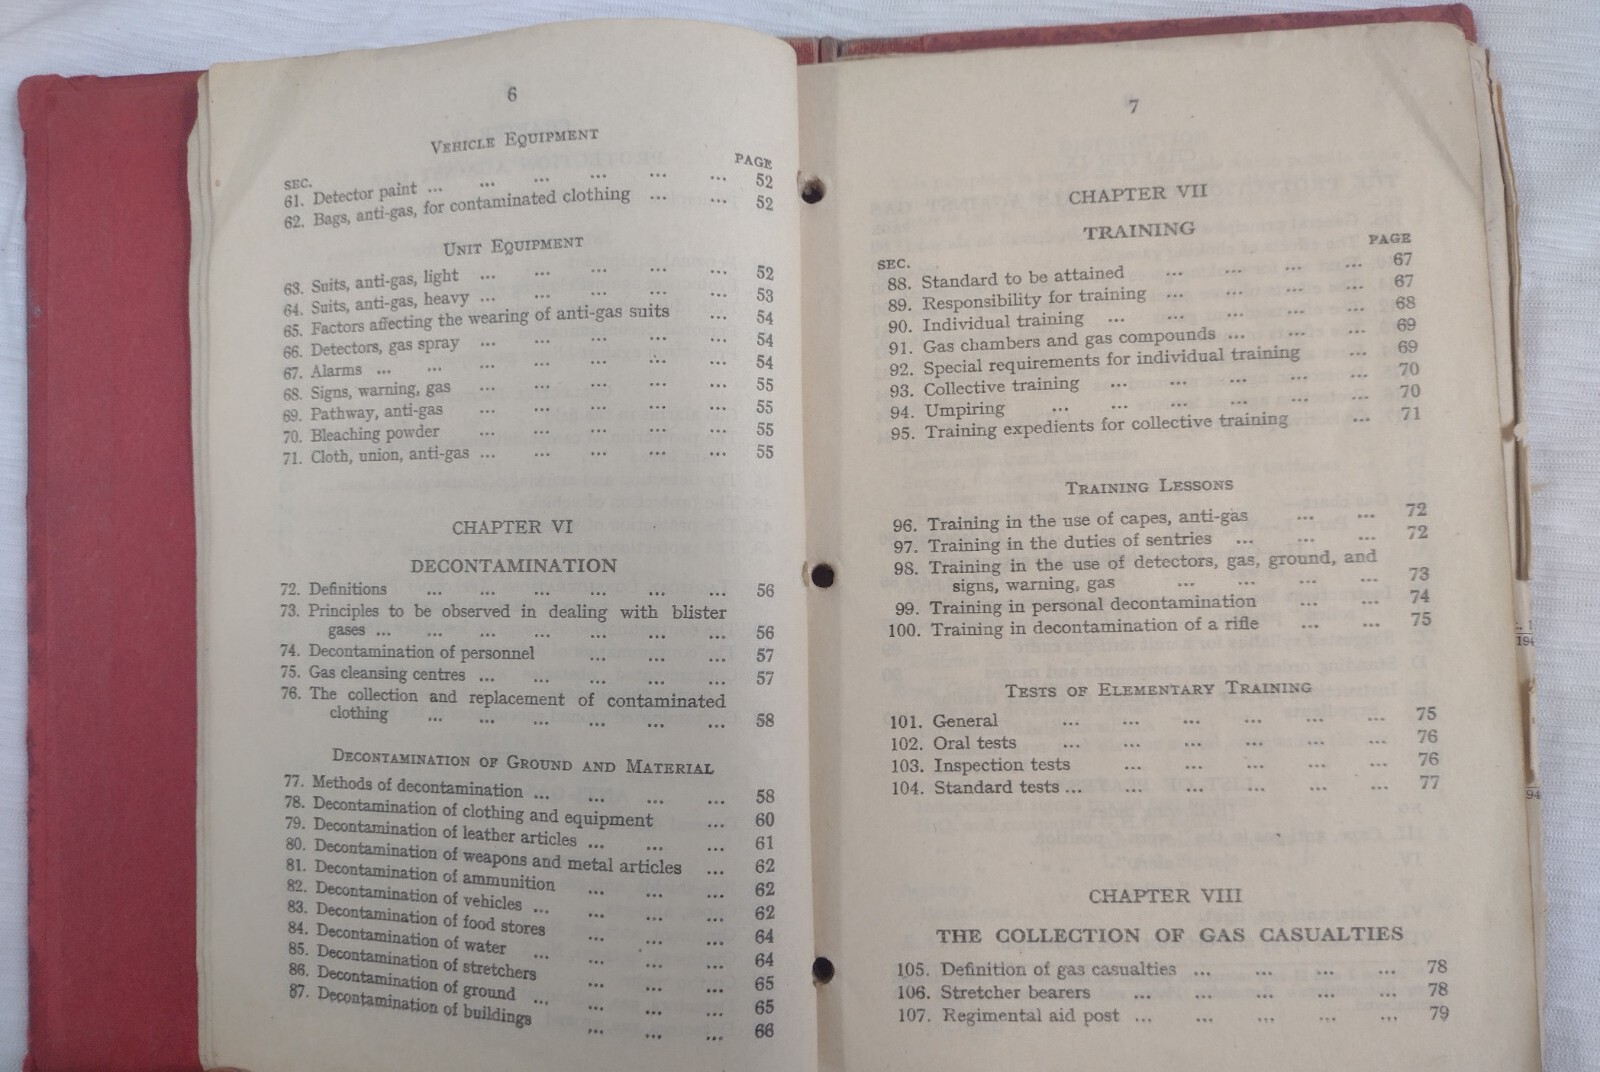 6
VEHICLE EQUIPMENT
SEC. PAGE
61. Detector paint ... ... ... ... ... ... 52
62. Bags, anti-gas, for contaminated clothing ... ... 52
UNIT EQUIPMENT
63. Suits, anti-gas, light ... ... ... ... ... 52
64. Suits, anti-gas, heavy ... ... ... ... ... 53
65. Factors affecting the wearing of anti-gas suits ... 54
66. Detectors, gas spray ... ... ... ... ... 54
67. Alarms ... ... ... ... ... ... ... 54
68. Signs, warning, gas ... ... ... ... ... 55
69. Pathway, anti-gas ... ... ... ... ... 55
70. Bleaching powder ... ... ... ... ... 55
71. Cloth, union, anti-gas ... ... ... ... ... 55
CHAPTER VI
DECONTAMINATION
72. Definitions ... ... ... ... ... ... 56
73. Principles to be observed in dealing with blister
gases ... ... ... ... ... ... ... 56
74. Decontamination of personnel ... ... ... 57
75. Gas cleansing centres ... ... ... ... ... 57
76. The collection and replacement of contaminated
clothing ... ... ... ... ... ... 58
DECONTAMINATION OF GROUND AND MATERIAL
77. Methods of decontamination ... ... ... ... 58
78. Decontamination of clothing and equipment ... 60
79. Decontamination of leather articles ... ... ... 61
80. Decontamination of weapons and metal articles ... 62
81. Decontamination of ammunition ... ... ... 62
82. Decontamination of vehicles ... ... ... ... 62
83. Decontamination of food stores ... ... ... 64
84. Decontamination of water ... ... ... ... 64
85. Decontamination of stretchers ... ... ... 65
86. Decontamination of ground ... ... ... ... 65
87. Decontamination of buildings ... ... ... 66
7
CHAPTER VII
TRAINING
SEC. PAGE
88. Standard to be attained ... ... ... ... 67
89. Responsibility for training ... ... ... ... 67
90. Individual training ... ... ... ... ... 68
91. Gas chambers and gas compounds ... ... ... 69
92. Special requirements for individual training ... 69
93. Collective training ... ... ... ... ... 70
94. Umpiring ... ... ... ... ... ... 70
95. Training expedients for collective training ... 71
TRAINING LESSONS
96. Training in the use of capes, anti-gas ... ... 72
97. Training in the duties of sentries ... ... ... 72
98. Training in the use of detectors, gas, ground, and
signs, warning, gas ... ... ... ... 73
99. Training in personal decontamination ... ... 74
100. Training in decontamination of a rifle ... ... 75
TESTS OF ELEMENTARY TRAINING
101. General ... ... ... ... ... ... 75
102. Oral tests ... ... ... ... ... ... 76
103. Inspection tests ... ... ... ... ... 76
104. Standard tests ... ... ... ... ... ... 77
CHAPTER VIII
THE COLLECTION OF GAS CASUALTIES
105. Definition of gas casualties ... ... ... ... 78
106. Stretcher bearers ... ... ... ... ... 78
107. Regimental aid post ... ... ... ... ... 79